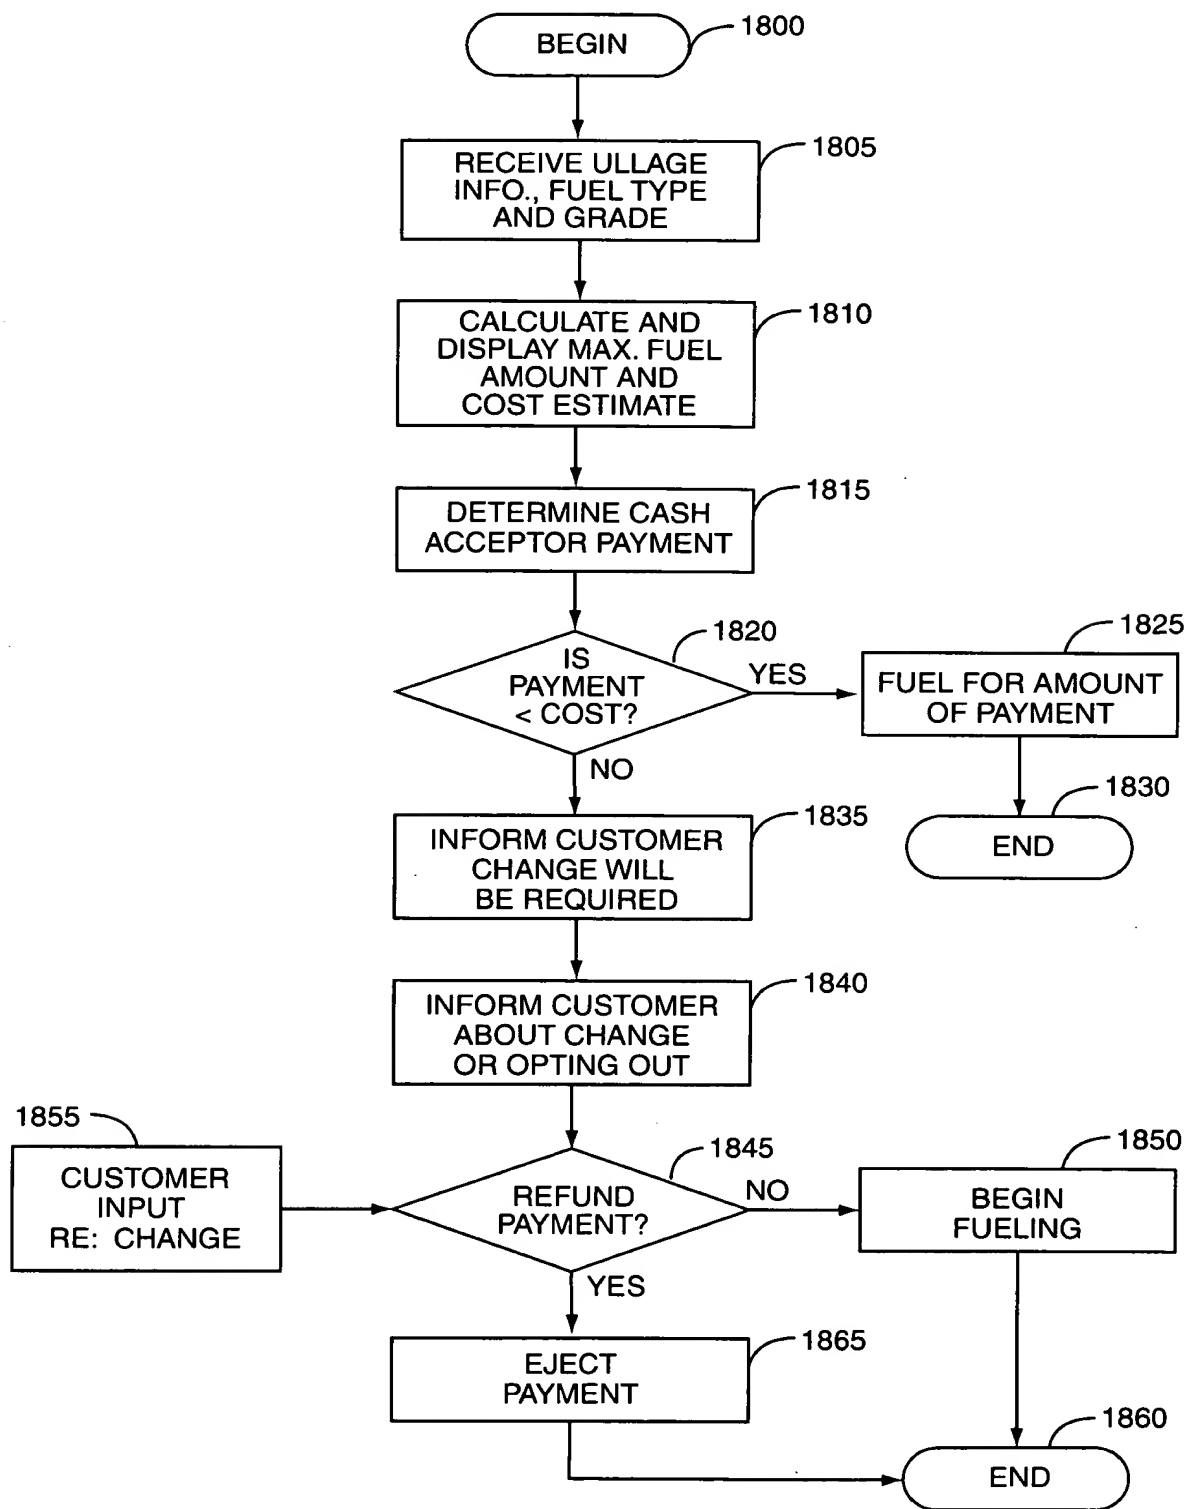 BEGIN
1800
RECEIVE ULLAGE
INFO., FUEL TYPE
AND GRADE
1805
CALCULATE AND
DISPLAY MAX. FUEL
AMOUNT AND
COST ESTIMATE
1810
DETERMINE CASH
ACCEPTOR PAYMENT
1815
IS
PAYMENT
< COST?
1820
YES
FUEL FOR AMOUNT
OF PAYMENT
1825
END
1830
NO
INFORM CUSTOMER
CHANGE WILL
BE REQUIRED
1835
INFORM CUSTOMER
ABOUT CHANGE
OR OPTING OUT
1840
1855
CUSTOMER
INPUT
RE: CHANGE
REFUND
PAYMENT?
1845
NO
BEGIN
FUELING
1850
YES
EJECT
PAYMENT
1865
END
1860